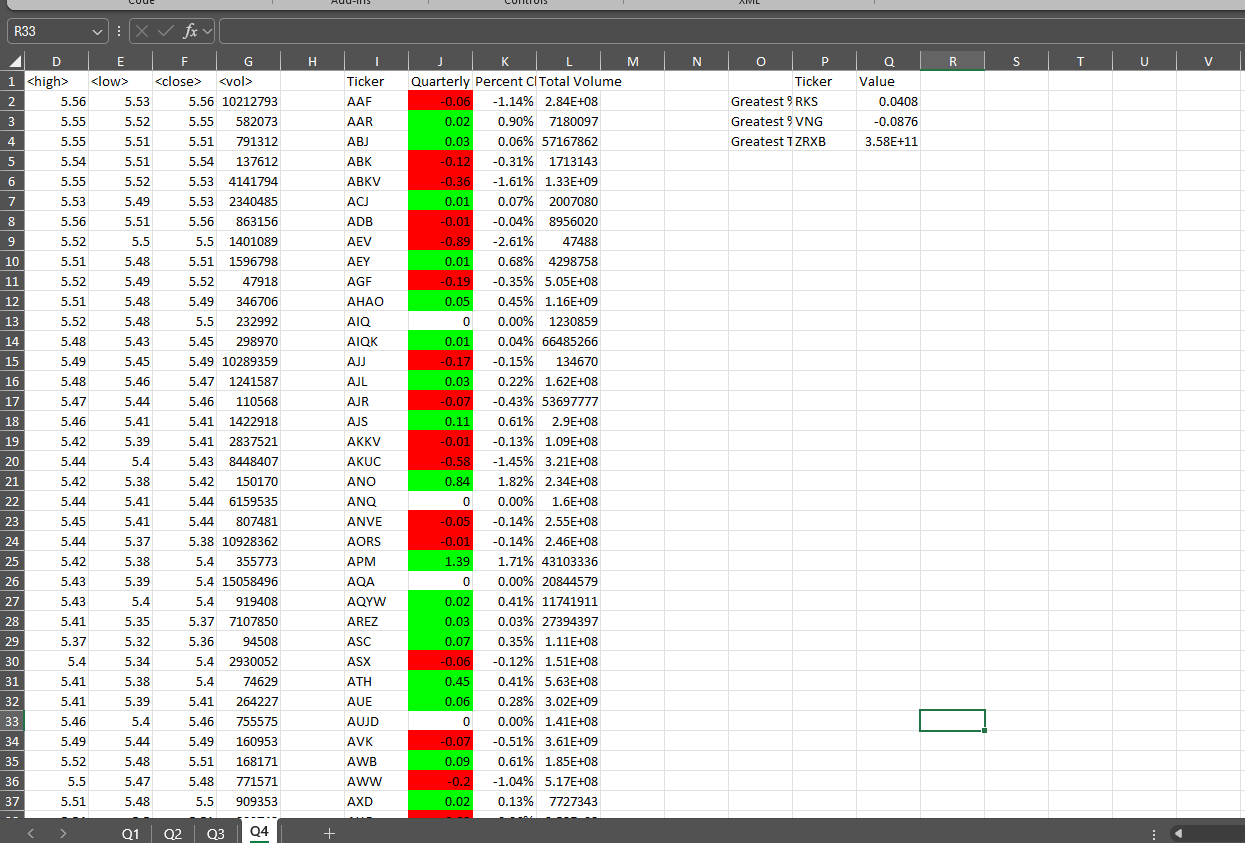 Code Add-ins Controls XML
R33 fx
D E F G H I J K L M N O P Q R S T U V
1 <high> <low> <close> <vol> Ticker Quarterly Percent Cl Total Volume Ticker Value
2 5.56 5.53 5.56 10212793 AAF -0.06 -1.14% 2.84E+08 Greatest % RKS 0.0408
3 5.55 5.52 5.55 582073 AAR 0.02 0.90% 7180097 Greatest % VNG -0.0876
4 5.55 5.51 5.51 791312 ABJ 0.03 0.06% 57167862 Greatest T ZRXB 3.58E+11
5 5.54 5.51 5.54 137612 ABK -0.12 -0.31% 1713143
6 5.55 5.52 5.53 4141794 ABKV -0.36 -1.61% 1.33E+09
7 5.53 5.49 5.53 2340485 ACJ 0.01 0.07% 2007080
8 5.56 5.51 5.56 863156 ADB -0.01 -0.04% 8956020
9 5.52 5.5 5.5 1401089 AEV -0.89 -2.61% 47488
10 5.51 5.48 5.51 1596798 AEY 0.01 0.68% 4298758
11 5.52 5.49 5.52 47918 AGF -0.19 -0.35% 5.05E+08
12 5.51 5.48 5.49 346706 AHAO 0.05 0.45% 1.16E+09
13 5.52 5.48 5.5 232992 AIQ 0 0.00% 1230859
14 5.48 5.43 5.45 298970 AIQK 0.01 0.04% 66485266
15 5.49 5.45 5.49 10289359 AJJ -0.17 -0.15% 134670
16 5.48 5.46 5.47 1241587 AJL 0.03 0.22% 1.62E+08
17 5.47 5.44 5.46 110568 AJR -0.07 -0.43% 53697777
18 5.46 5.41 5.41 1422918 AJS 0.11 0.61% 2.9E+08
19 5.42 5.39 5.41 2837521 AKKV -0.01 -0.13% 1.09E+08
20 5.44 5.4 5.43 8448407 AKUC -0.58 -1.45% 3.21E+08
21 5.42 5.38 5.42 150170 ANO 0.84 1.82% 2.34E+08
22 5.44 5.41 5.44 6159535 ANQ 0 0.00% 1.6E+08
23 5.45 5.41 5.44 807481 ANVE -0.05 -0.14% 2.55E+08
24 5.44 5.37 5.38 10928362 AORS -0.01 -0.14% 2.46E+08
25 5.42 5.38 5.4 355773 APM 1.39 1.71% 43103336
26 5.43 5.39 5.4 15058496 AQA 0 0.00% 20844579
27 5.43 5.4 5.4 919408 AQYW 0.02 0.41% 11741911
28 5.41 5.35 5.37 7107850 AREZ 0.03 0.03% 27394397
29 5.37 5.32 5.36 94508 ASC 0.07 0.35% 1.11E+08
30 5.4 5.34 5.4 2930052 ASX -0.06 -0.12% 1.51E+08
31 5.41 5.38 5.4 74629 ATH 0.45 0.41% 5.63E+08
32 5.41 5.39 5.41 264227 AUE 0.06 0.28% 3.02E+09
33 5.46 5.4 5.46 755575 AUJD 0 0.00% 1.41E+08
34 5.49 5.44 5.49 160953 AVK -0.07 -0.51% 3.61E+09
35 5.52 5.48 5.51 168171 AWB 0.09 0.61% 1.85E+08
36 5.5 5.47 5.48 771571 AWW -0.2 -1.04% 5.17E+08
37 5.51 5.48 5.5 909353 AXD 0.02 0.13% 7727343
Q1 Q2 Q3 Q4